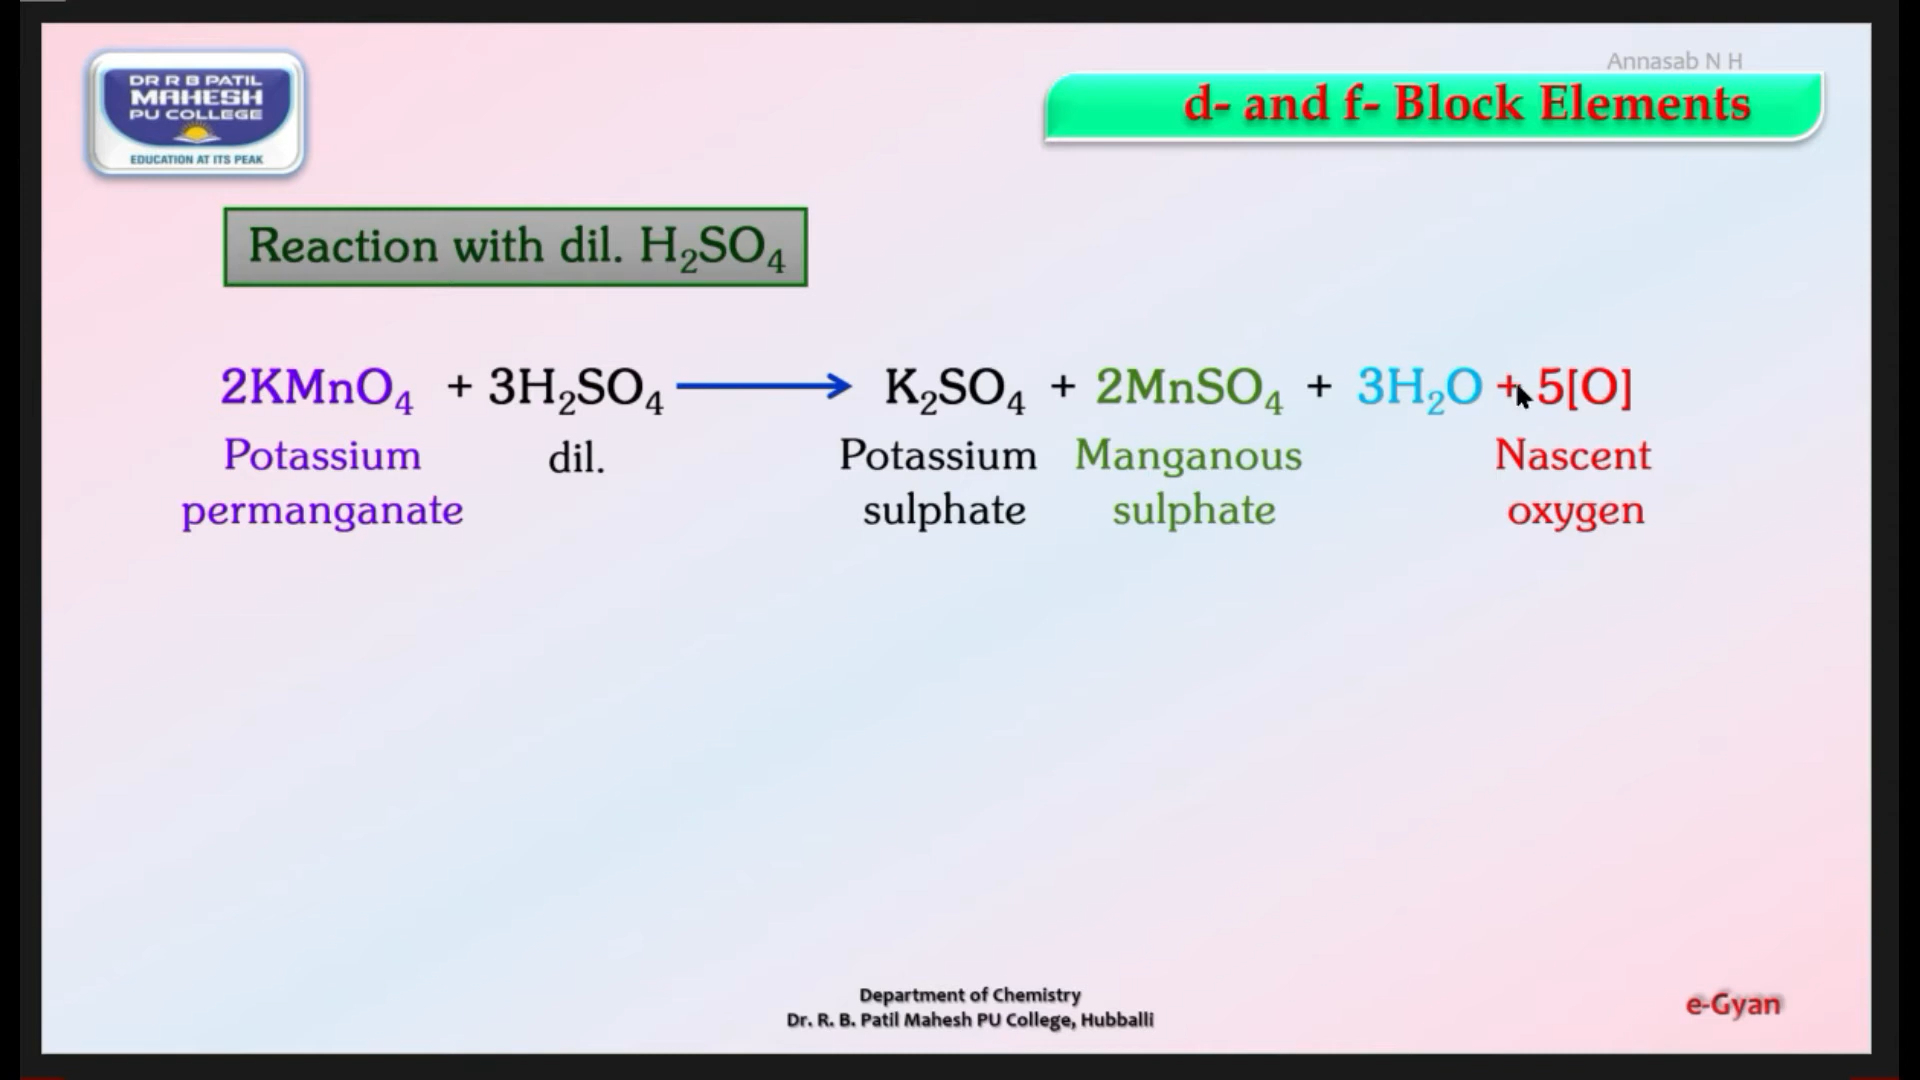 Annasab N H
DR R B PATIL
MAHESH
PU COLLEGE
EDUCATION AT ITS PEAK
d- and f- Block Elements
Reaction with dil. H₂SO₄
2KMnO₄ + 3H₂SO₄ ⟶ K₂SO₄ + 2MnSO₄ + 3H₂O + 5[O]
Potassium permanganate
dil.
Potassium sulphate
Manganous sulphate
Nascent oxygen
Department of Chemistry
Dr. R. B. Patil Mahesh PU College, Hubballi
e-Gyan